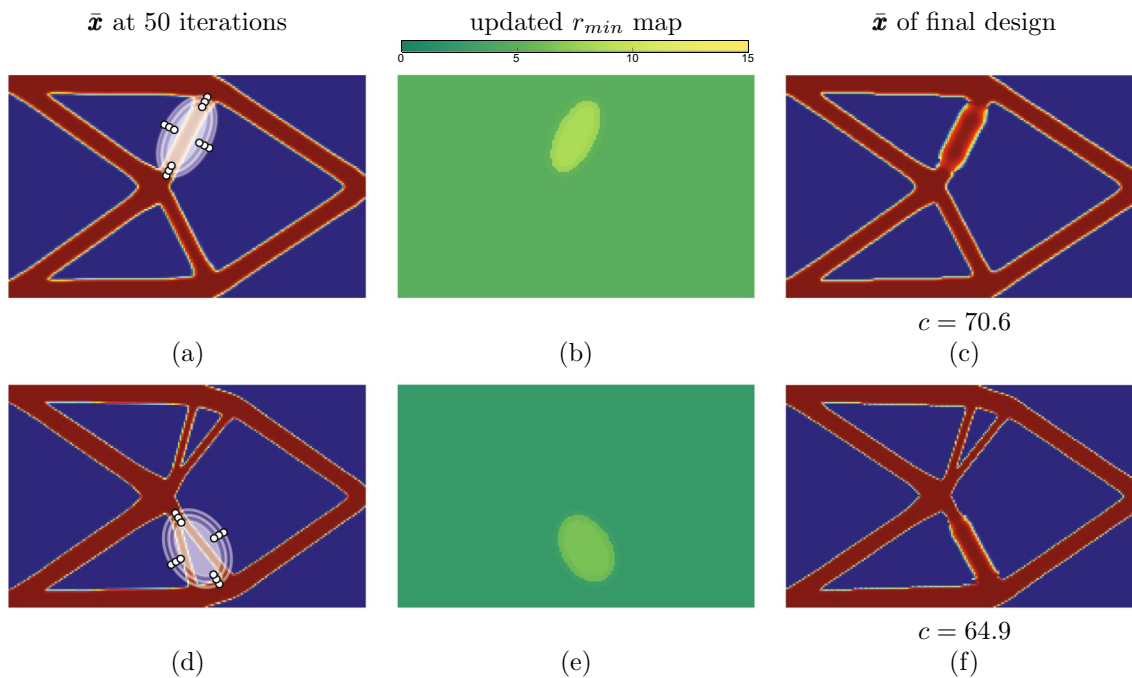 x̄ at 50 iterations
updated r_min map
x̄ of final design
0 5 10 15
c = 70.6
(a)
(b)
(c)
c = 64.9
(d)
(e)
(f)